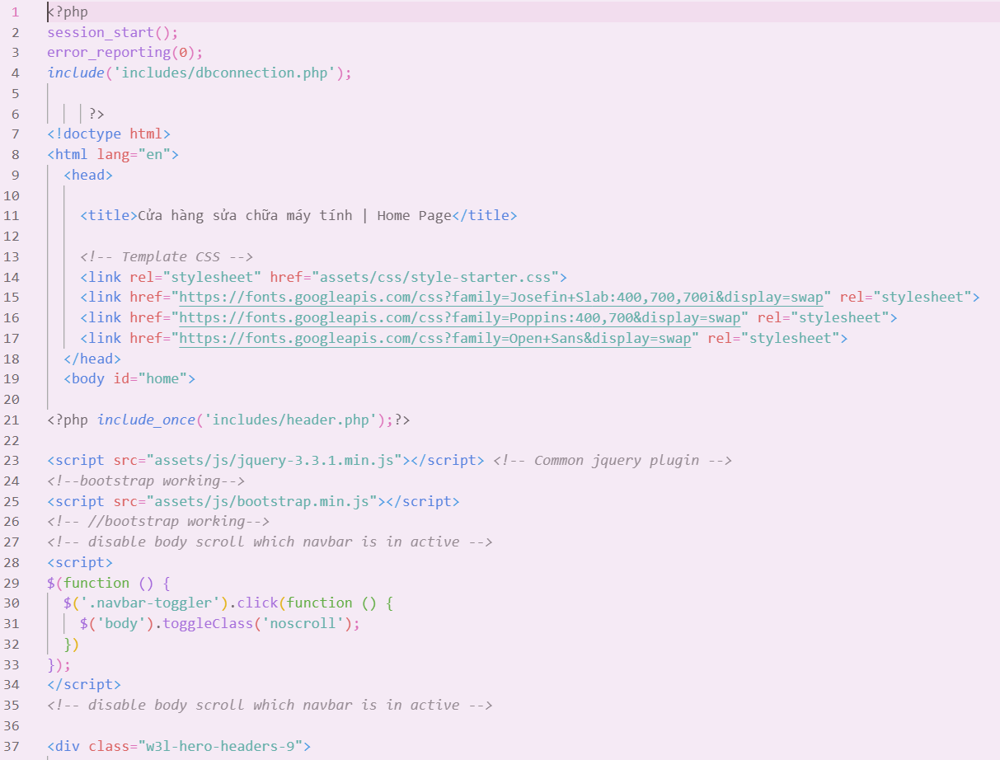 1 <?php
2 session_start();
3 error_reporting(0);
4 include('includes/dbconnection.php');
5
6 ?>
7 <!doctype html>
8 <html lang="en">
9 <head>
10
11 <title>Cửa hàng sửa chữa máy tính | Home Page</title>
12
13 <!-- Template CSS -->
14 <link rel="stylesheet" href="assets/css/style-starter.css">
15 <link href="https://fonts.googleapis.com/css?family=Josefin+Slab:400,700,700i&display=swap" rel="stylesheet">
16 <link href="https://fonts.googleapis.com/css?family=Poppins:400,700&display=swap" rel="stylesheet">
17 <link href="https://fonts.googleapis.com/css?family=Open+Sans&display=swap" rel="stylesheet">
18 </head>
19 <body id="home">
20
21 <?php include_once('includes/header.php');?>
22
23 <script src="assets/js/jquery-3.3.1.min.js"></script> <!-- Common jquery plugin -->
24 <!--bootstrap working-->
25 <script src="assets/js/bootstrap.min.js"></script>
26 <!-- //bootstrap working-->
27 <!-- disable body scroll which navbar is in active -->
28 <script>
29 $(function () {
30 $('.navbar-toggler').click(function () {
31 $('body').toggleClass('noscroll');
32 })
33 });
34 </script>
35 <!-- disable body scroll which navbar is in active -->
36
37 <div class="w3l-hero-headers-9">